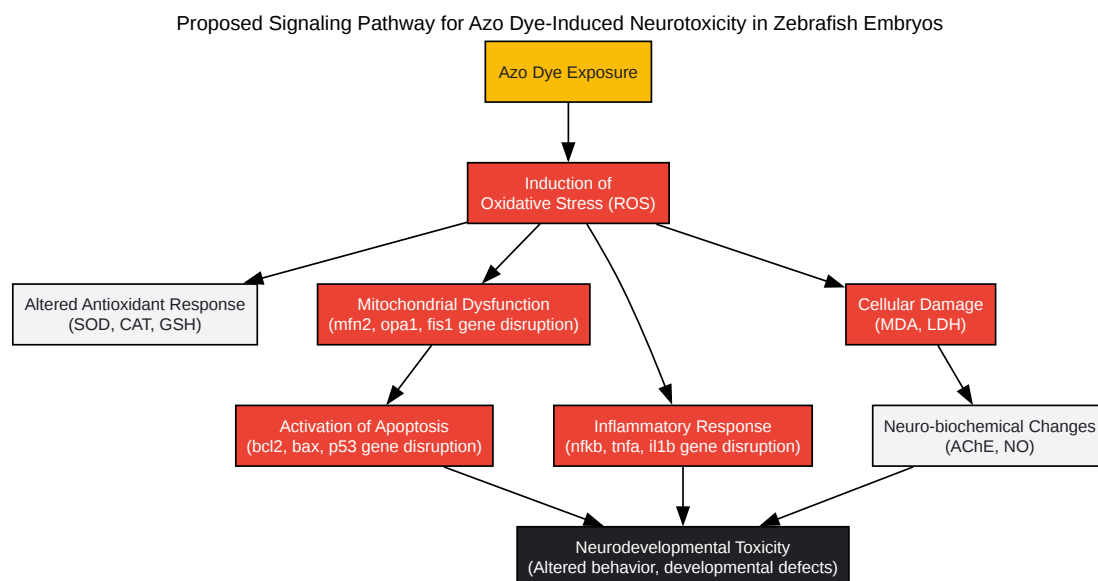 Proposed Signaling Pathway for Azo Dye-Induced Neurotoxicity in Zebrafish Embryos
Azo Dye Exposure
Induction of
Oxidative Stress (ROS)
Altered Antioxidant Response
(SOD, CAT, GSH)
Mitochondrial Dysfunction
(mfn2, opa1, fis1 gene disruption)
Cellular Damage
(MDA, LDH)
Activation of Apoptosis
(bcl2, bax, p53 gene disruption)
Inflammatory Response
(nfkb, tnfa, il1b gene disruption)
Neuro-biochemical Changes
(AChE, NO)
Neurodevelopmental Toxicity
(Altered behavior, developmental defects)